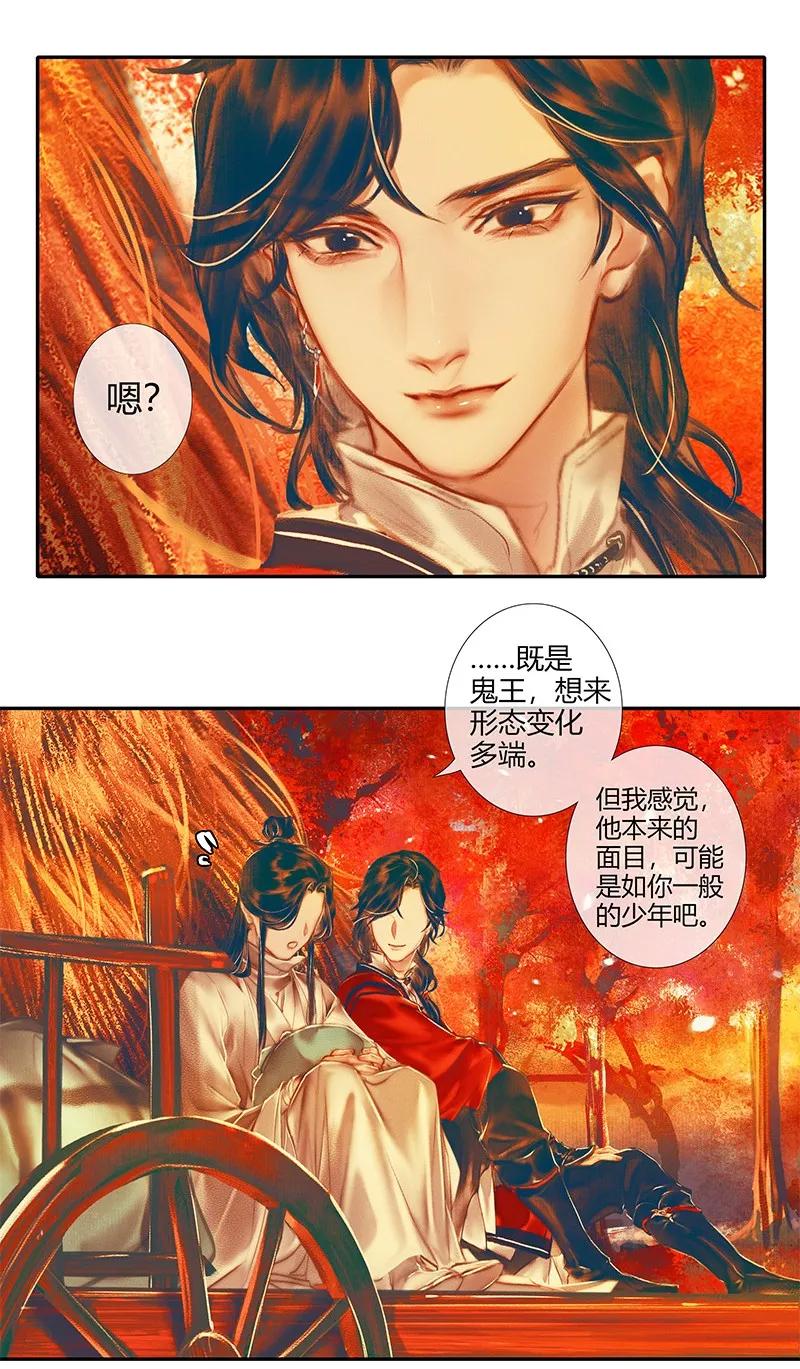 嗯？
……既是
鬼王，想来
形态变化
多端。
但我感觉，
他本来的
面目，可能
是如你一般
的少年吧。